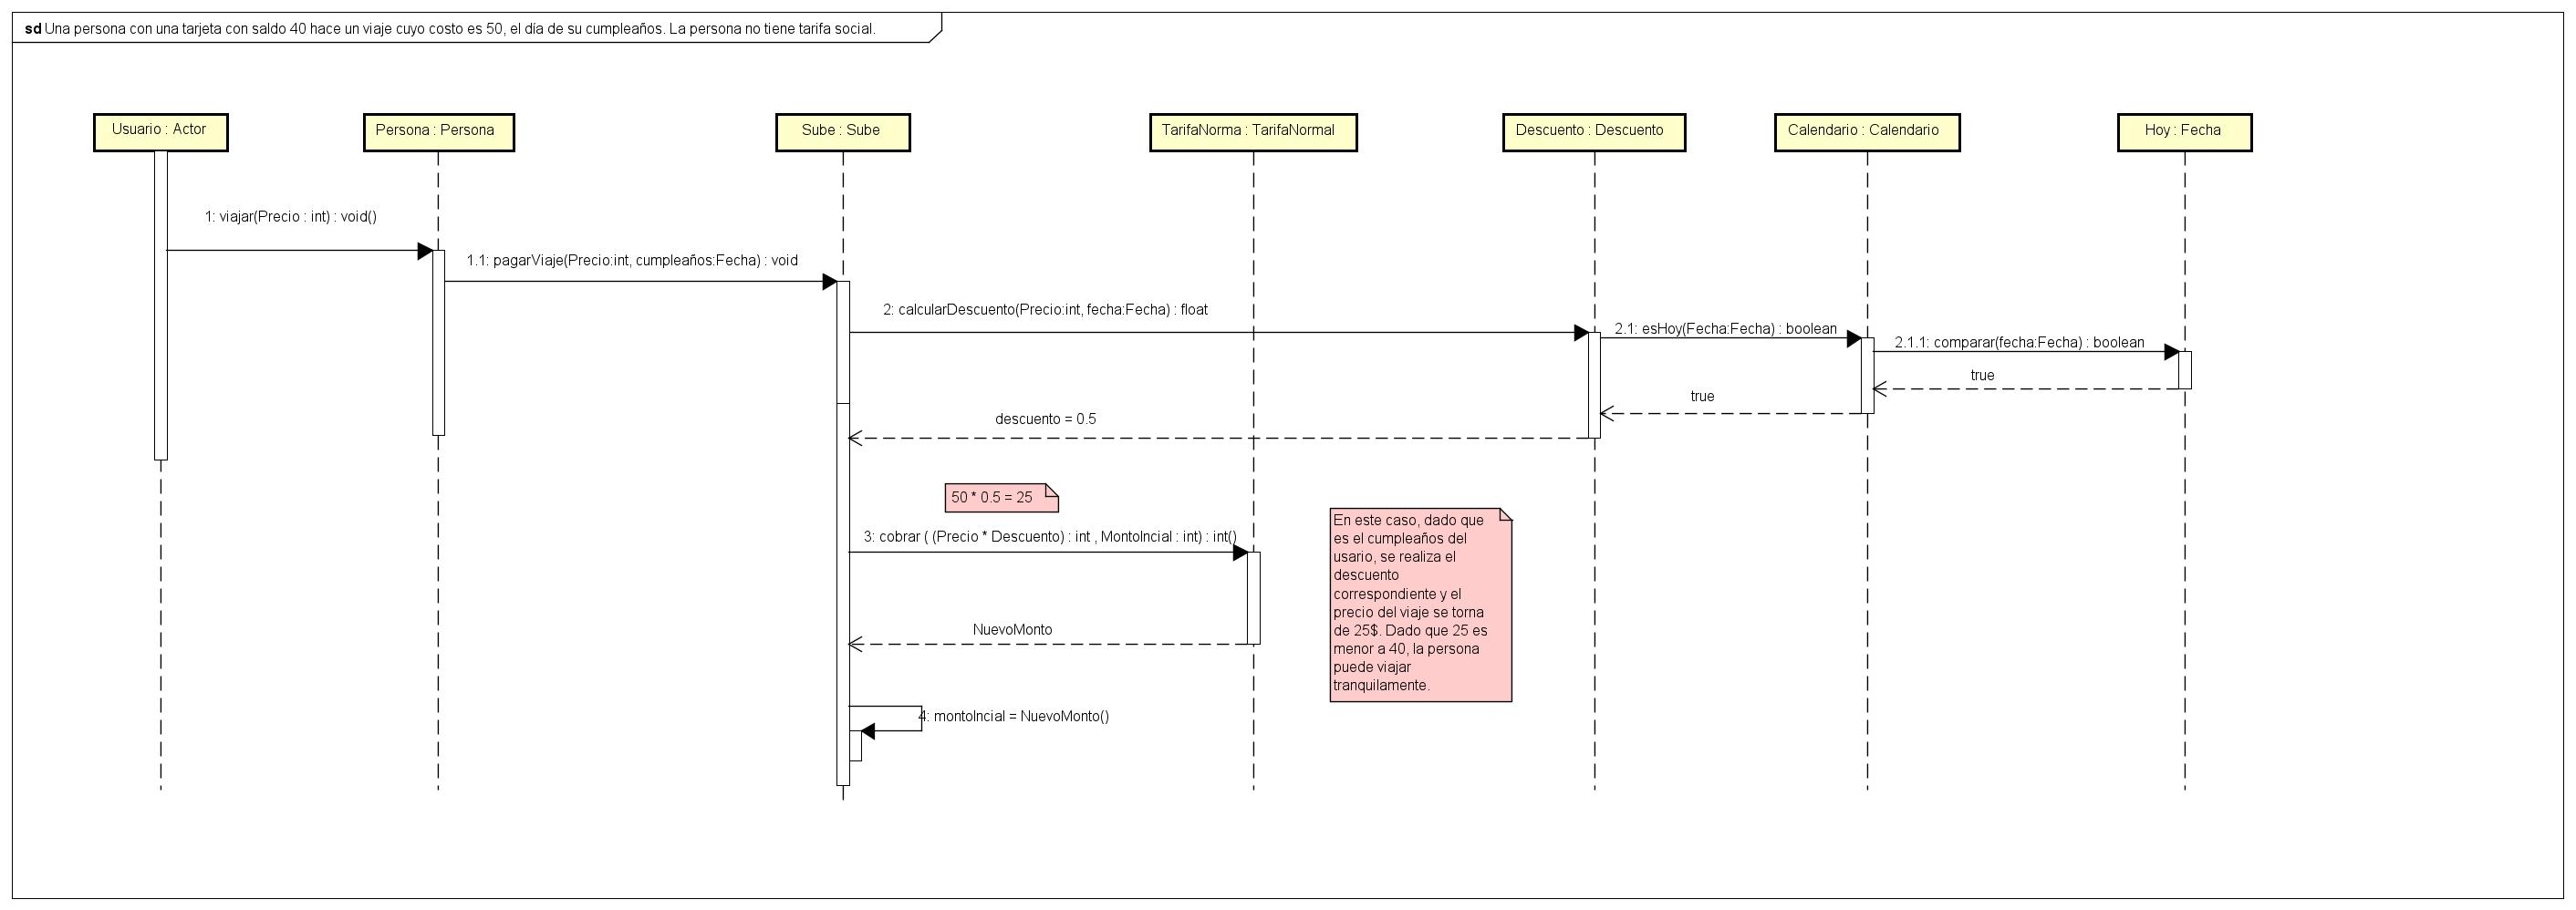 sd Una persona con una tarjeta con saldo 40 hace un viaje cuyo costo es 50, el día de su cumpleaños. La persona no tiene tarifa social.
Usuario : Actor
Persona : Persona
Sube : Sube
TarifaNorma : TarifaNormal
Descuento : Descuento
Calendario : Calendario
Hoy : Fecha
1: viajar(Precio : int) : void()
1.1: pagarViaje(Precio:int, cumpleaños:Fecha) : void
2: calcularDescuento(Precio:int, fecha:Fecha) : float
2.1: esHoy(Fecha:Fecha) : boolean
2.1.1: comparar(fecha:Fecha) : boolean
true
true
descuento = 0.5
50 * 0.5 = 25
3: cobrar ( (Precio * Descuento) : int , MontoIncial : int) : int()
En este caso, dado que
es el cumpleaños del
usario, se realiza el
descuento
correspondiente y el
precio del viaje se torna
de 25$. Dado que 25 es
menor a 40, la persona
puede viajar
tranquilamente.
NuevoMonto
4: montoIncial = NuevoMonto()